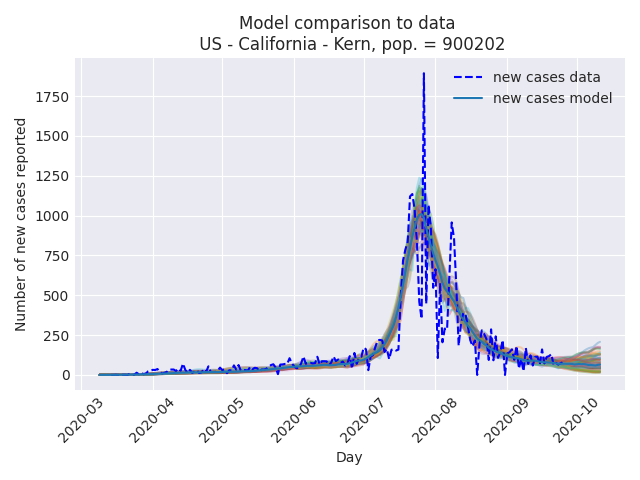 Model comparison to data
US - California - Kern, pop. = 900202
new cases data
new cases model
Number of new cases reported
1750
1500
1250
1000
750
500
250
0
2020-03
2020-04
2020-05
2020-06
2020-07
2020-08
2020-09
2020-10
Day